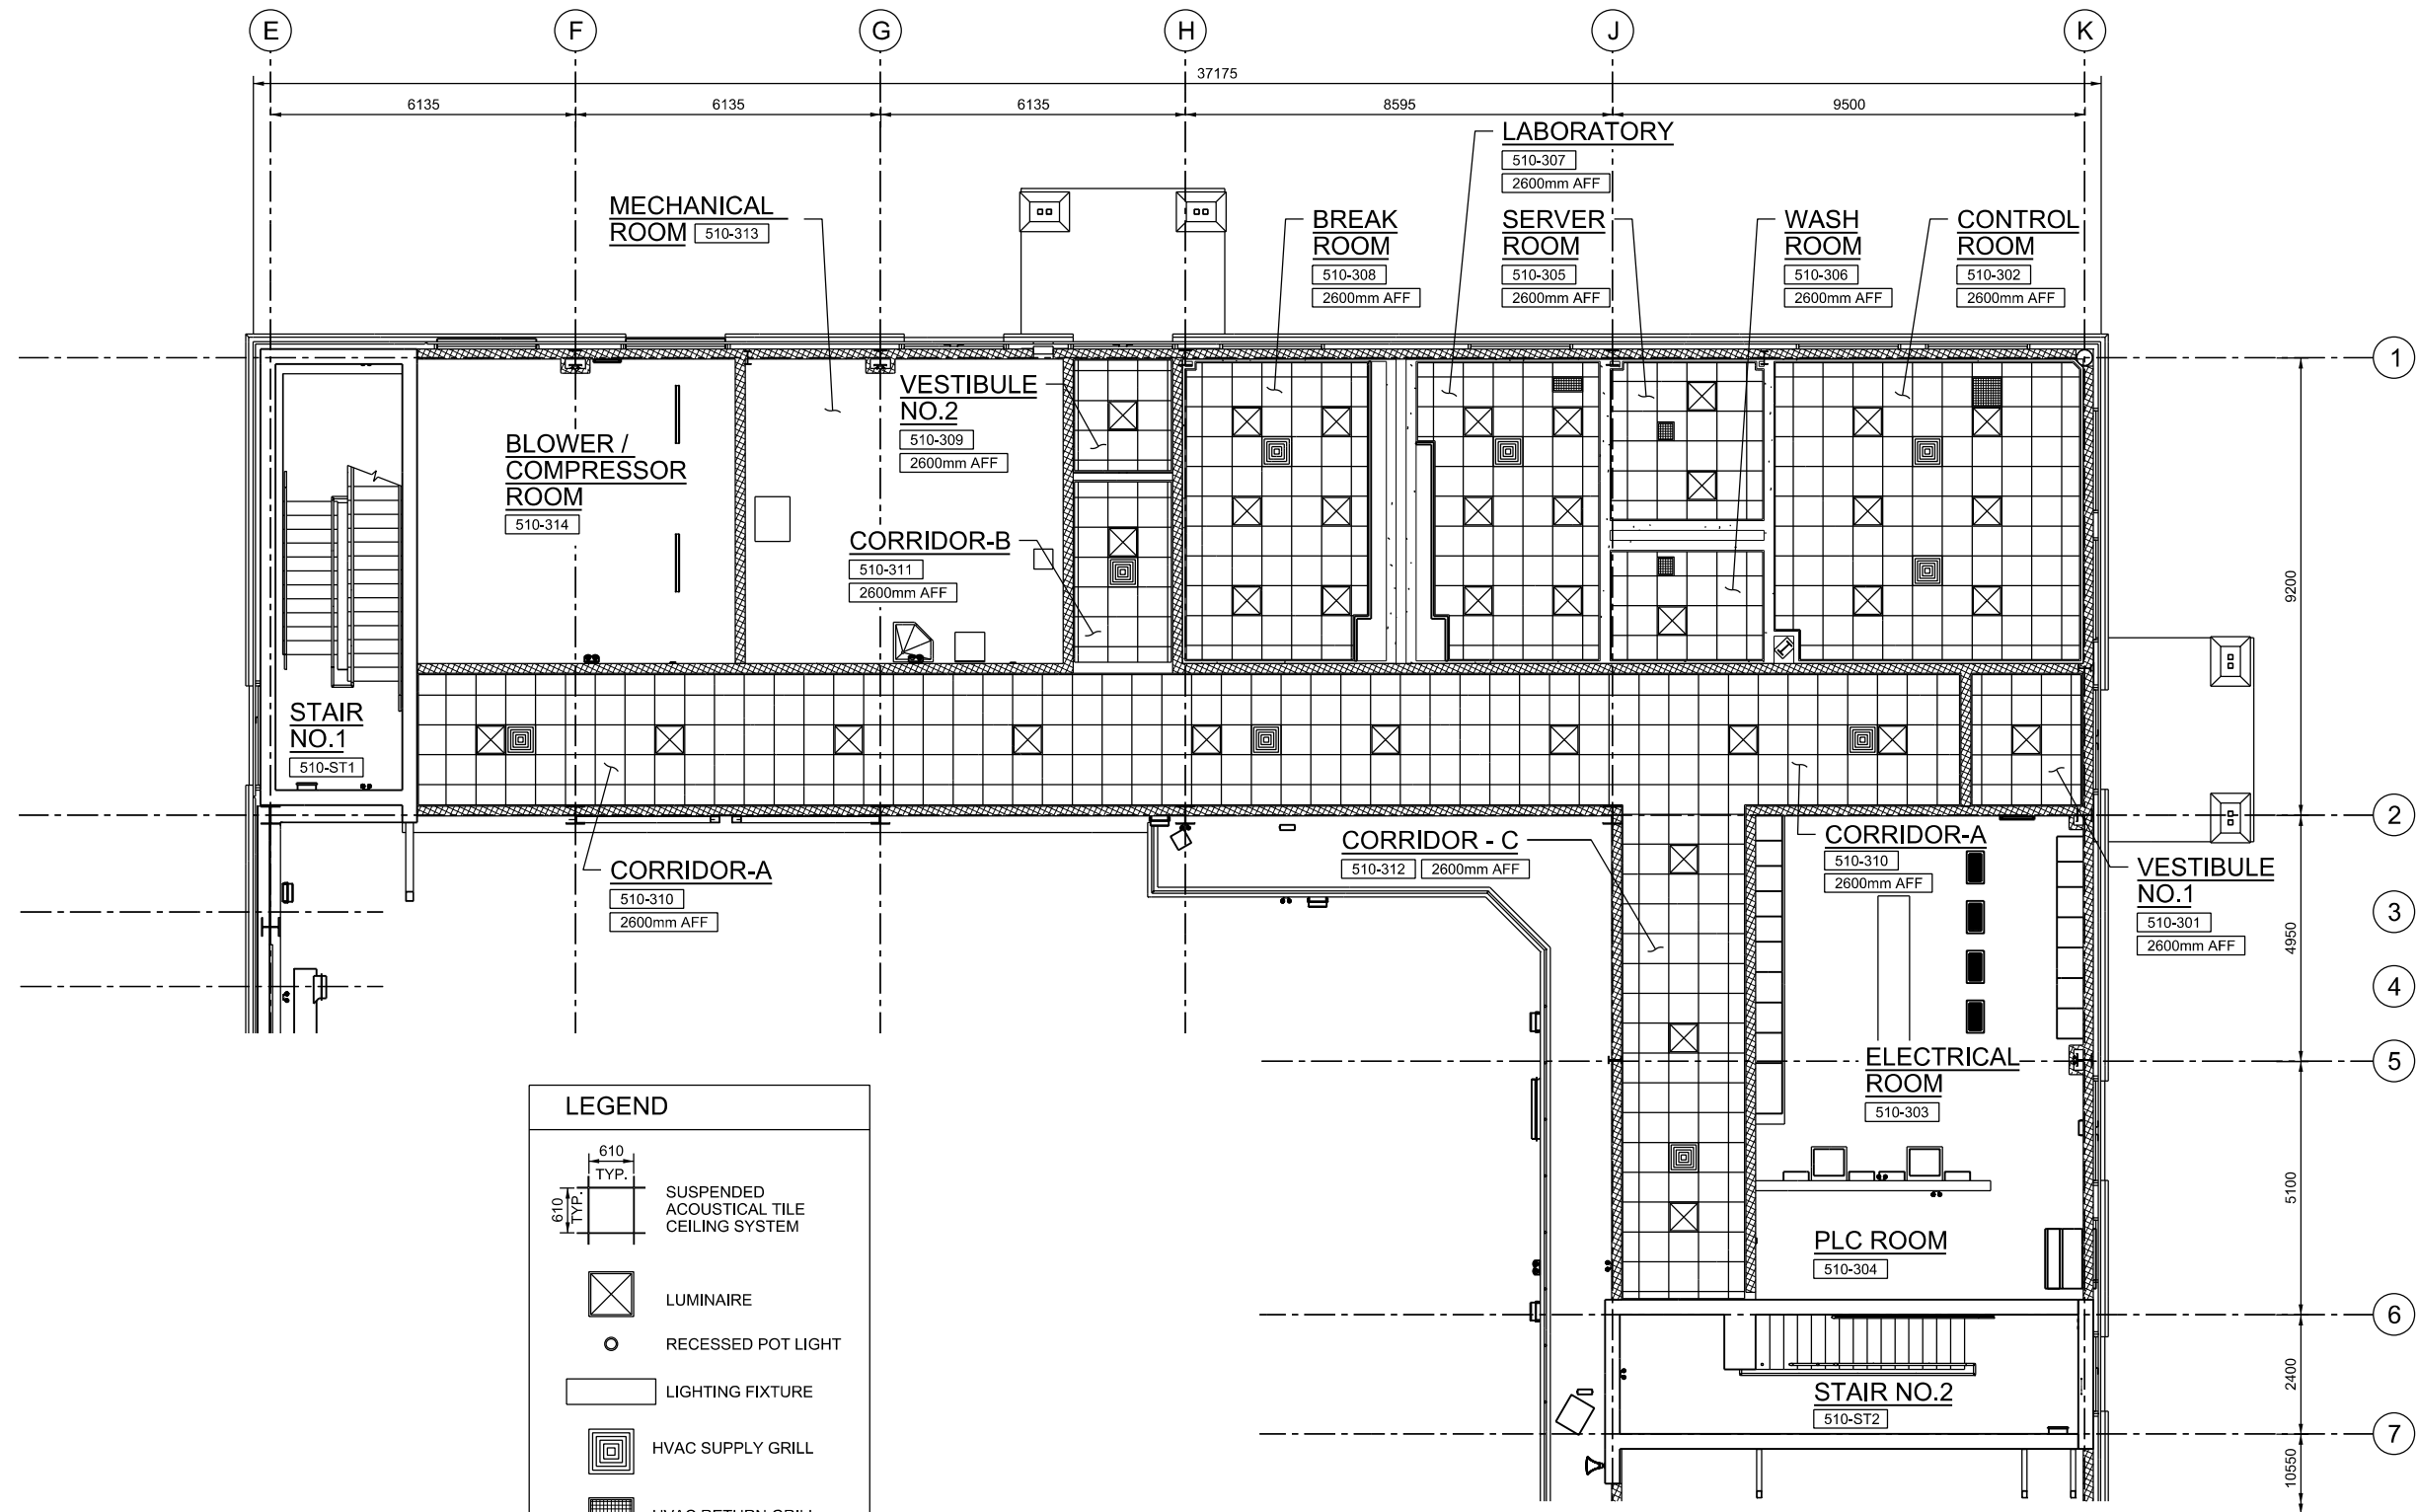 E
F
G
H
J
K
37175
6135
6135
6135
8595
9500
LABORATORY
510-307
2600mm AFF
MECHANICAL
ROOM 510-313
BREAK
ROOM
510-308
2600mm AFF
SERVER
ROOM
510-305
2600mm AFF
WASH
ROOM
510-306
2600mm AFF
CONTROL
ROOM
510-302
2600mm AFF
1
VESTIBULE
NO.2
510-309
2600mm AFF
BLOWER /
COMPRESSOR
ROOM
510-314
CORRIDOR-B
510-311
2600mm AFF
9200
STAIR
NO.1
510-ST1
2
CORRIDOR-A
510-310
2600mm AFF
CORRIDOR - C
510-312 2600mm AFF
CORRIDOR-A
510-310
2600mm AFF
VESTIBULE
NO.1
510-301
2600mm AFF
3
4950
4
5
ELECTRICAL
ROOM
510-303
5100
PLC ROOM
510-304
6
2400
STAIR NO.2
510-ST2
7
10550
LEGEND
610
TYP.
610
TYP.
SUSPENDED
ACOUSTICAL TILE
CEILING SYSTEM
LUMINAIRE
RECESSED POT LIGHT
LIGHTING FIXTURE
HVAC SUPPLY GRILL
HVAC RETURN GRILL